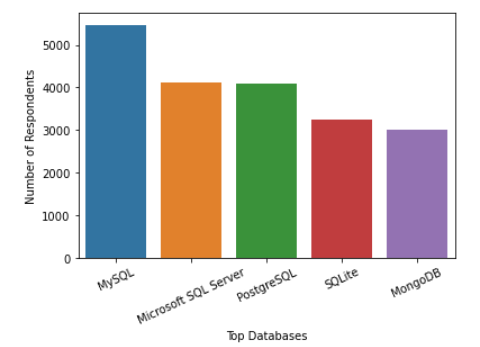 Number of Respondents
5000
4000
3000
2000
1000
0
MySQL
Microsoft SQL Server
PostgreSQL
SQLite
MongoDB
Top Databases